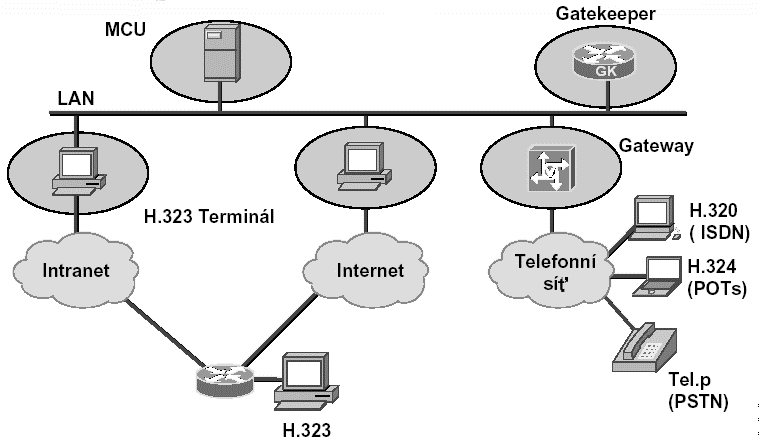 Gatekeeper
MCU
GK
LAN
Gateway
H.323 Terminál
H.320
( ISDN)
Intranet
Internet
Telefonní
síť
H.324
(POTs)
Tel.p
(PSTN)
H.323